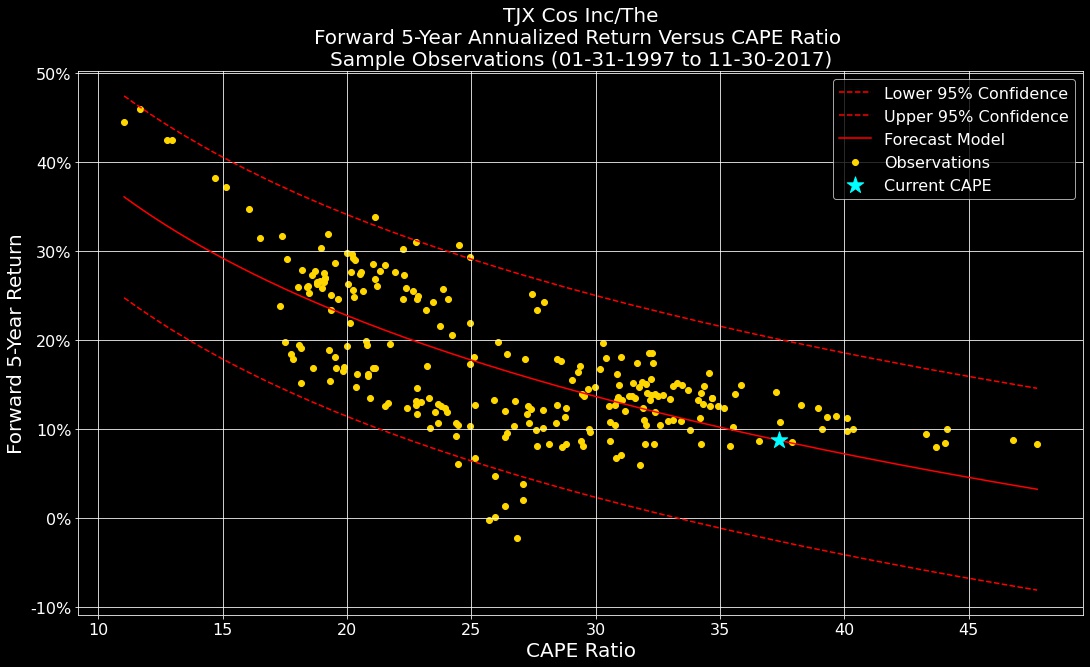 TJX Cos Inc/The
Forward 5-Year Annualized Return Versus CAPE Ratio
Sample Observations (01-31-1997 to 11-30-2017)
Lower 95% Confidence
Upper 95% Confidence
Forecast Model
Observations
Current CAPE
Forward 5-Year Return
50%
40%
30%
20%
10%
0%
-10%
10 15 20 25 30 35 40 45
CAPE Ratio